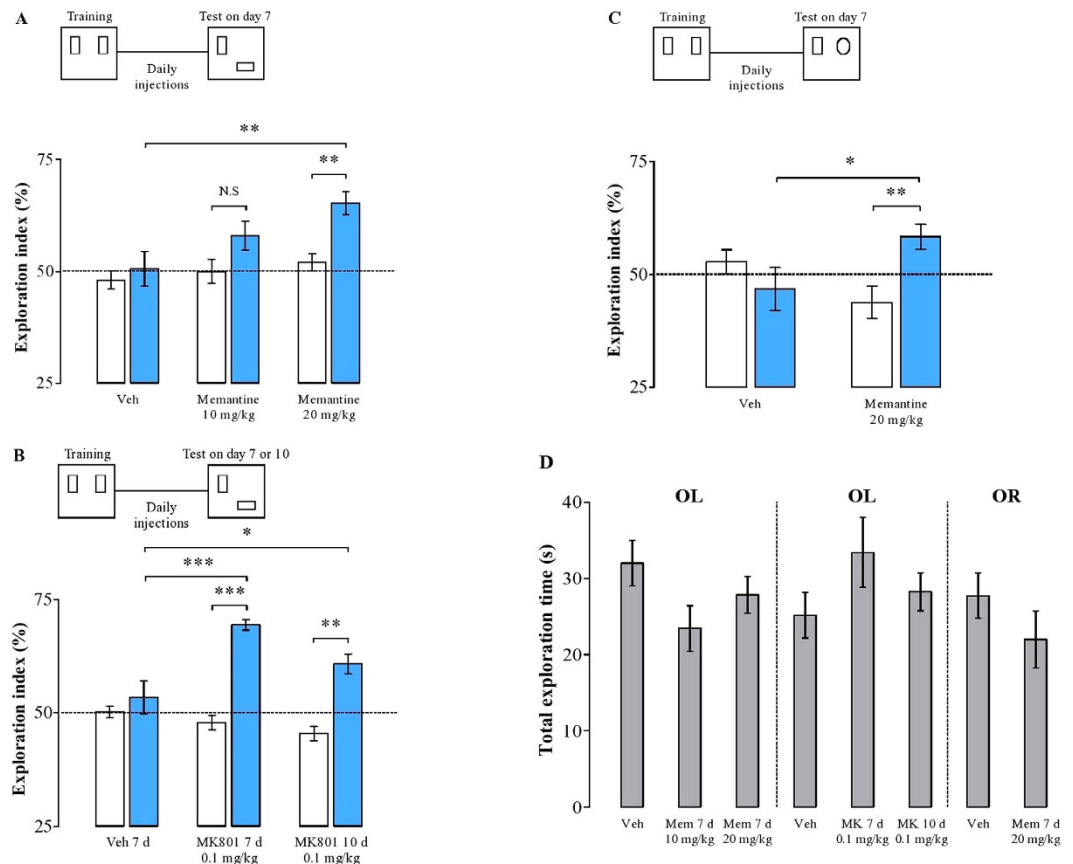 A
Training
Test on day 7
Daily
injections
**
N.S
**
Exploration index (%)
75
50
25
Veh
Memantine
10 mg/kg
Memantine
20 mg/kg
B
Training
Test on day 7 or 10
Daily
injections
*
***
***
**
Exploration index (%)
75
50
25
Veh 7 d
MK801 7 d
0.1 mg/kg
MK801 10 d
0.1 mg/kg
C
Training
Test on day 7
Daily
injections
*
**
Exploration index (%)
75
50
25
Veh
Memantine
20 mg/kg
D
OL
OL
OR
Total exploration time (s)
40
30
20
10
0
Veh
Mem 7 d
10 mg/kg
Mem 7 d
20 mg/kg
Veh
MK 7 d
0.1 mg/kg
MK 10 d
0.1 mg/kg
Veh
Mem 7 d
20 mg/kg